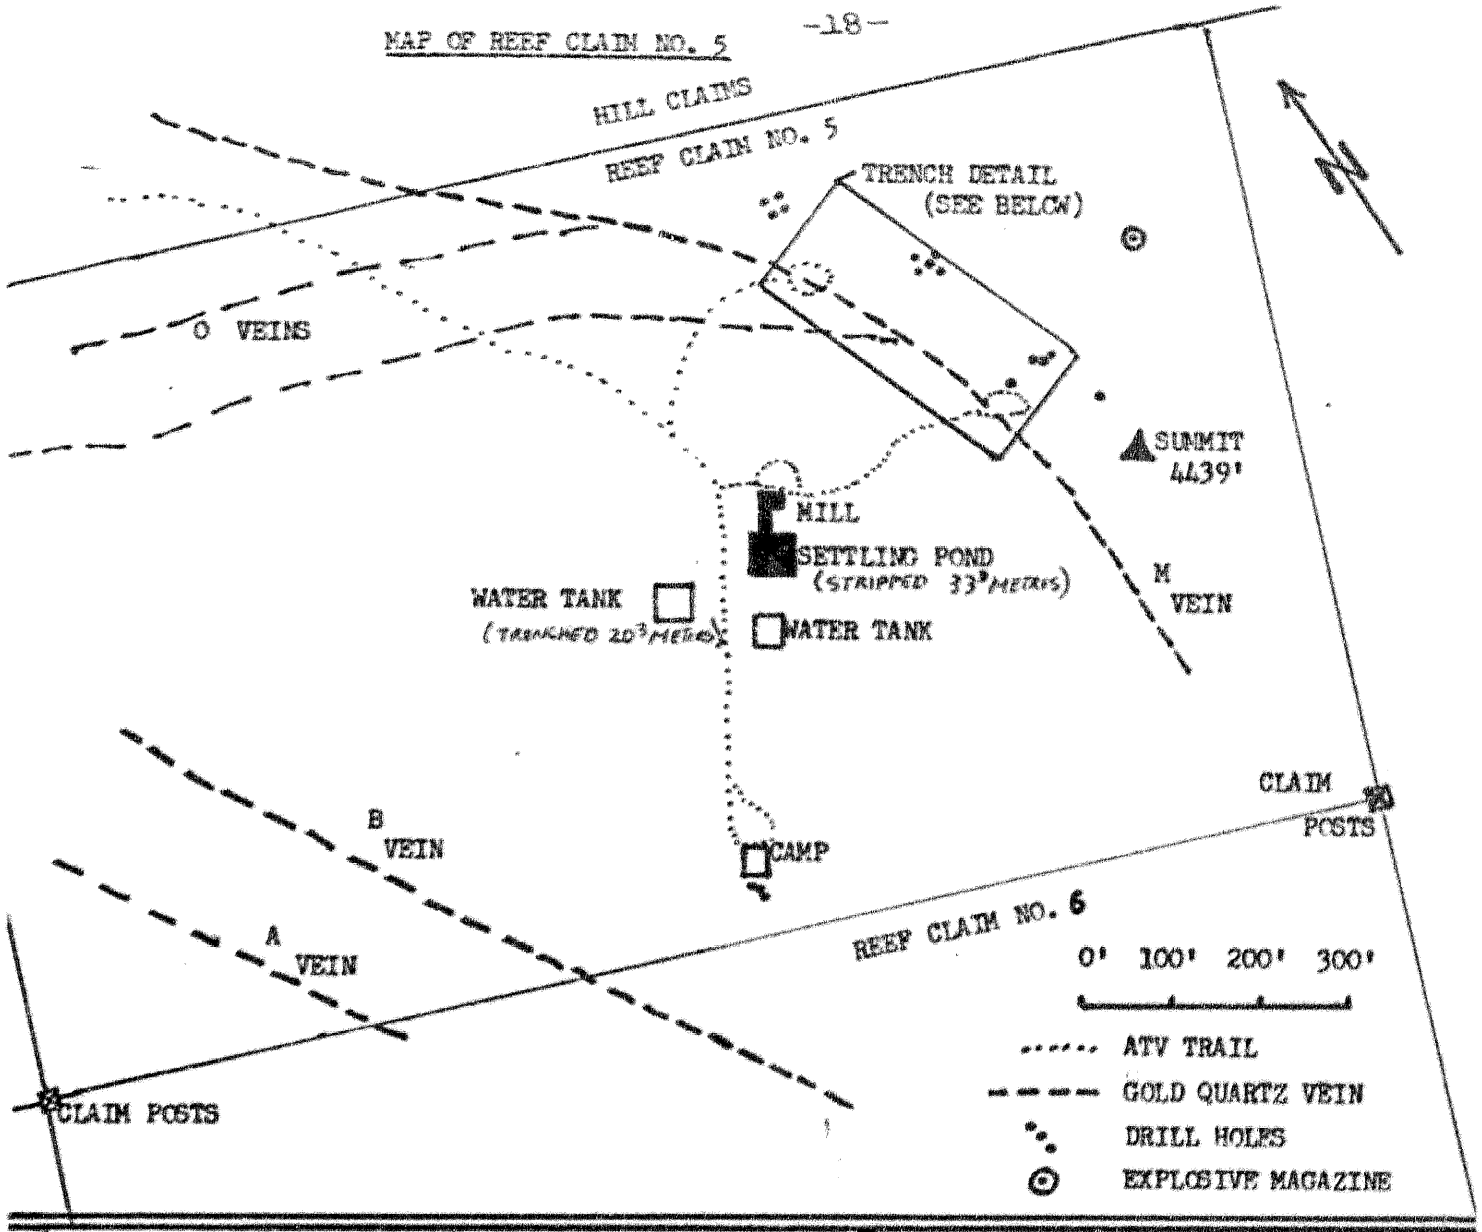 -18-
MAP OF REEF CLAIM NO. 5
HILL CLAIMS
REEF CLAIM NO. 5
N
TRENCH DETAIL
(SEE BELOW)
O VEINS
SUMMIT
4439'
MILL
SETTLING POND
(STRIPPED 33³ METRES)
WATER TANK
(TRENCHED 20³ METRES)
WATER TANK
M
VEIN
CLAIM
POSTS
B
VEIN
CAMP
A
VEIN
REEF CLAIM NO. 6
0' 100' 200' 300'
ATV TRAIL
GOLD QUARTZ VEIN
DRILL HOLES
EXPLOSIVE MAGAZINE
CLAIM POSTS